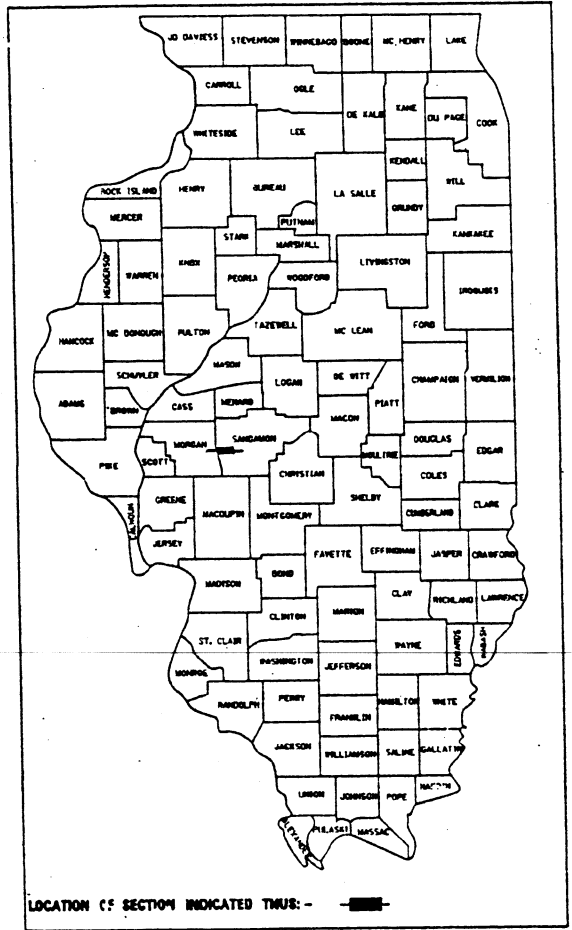 JO DAVIESS STEVENSON WINNEBAGO BOONE MC. HENRY LAKE
CARROLL OGLE
DE KALB KANE DU PAGE COOK
WHITESIDE LEE
KENDALL WILL
ROCK ISLAND HENRY BUREAU LA SALLE GRUNDY
MERCER PUTNAM
STARK MARSHALL KANKAKEE
HENDERSON WARREN KNOX PEORIA WOODFORD LIVINGSTON IROQUOIS
HANCOCK MC DONOUGH FULTON TAZEWELL MC LEAN FORD
MASON
SCHUYLER LOGAN DE WITT CHAMPAIGN VERMILION
ADAMS BROWN CASS MENARD PIATT
MACON
MORGAN SANGAMON DOUGLAS
PIKE SCOTT MOULTRIE EDGAR
CHRISTIAN COLES
GREENE MACOUPIN SHELBY
CALHOUN MONTGOMERY CUMBERLAND CLARE
JERSEY
FAYETTE EFFINGHAM JASPER CRAWFORD
MADISON BOND
CLAY RICHLAND LAWRENCE
CLINTON MARION
ST. CLAIR WAYNE EDWARDS WABASH
MONROE WASHINGTON JEFFERSON
RANDOLPH PERRY HAMILTON WHITE
FRANKLIN
JACKSON WILLIAMSON SALINE GALLATIN
UNION JOHNSON POPE
ALEXANDER PULASKI MASSAC
LOCATION OF SECTION INDICATED THUS: -